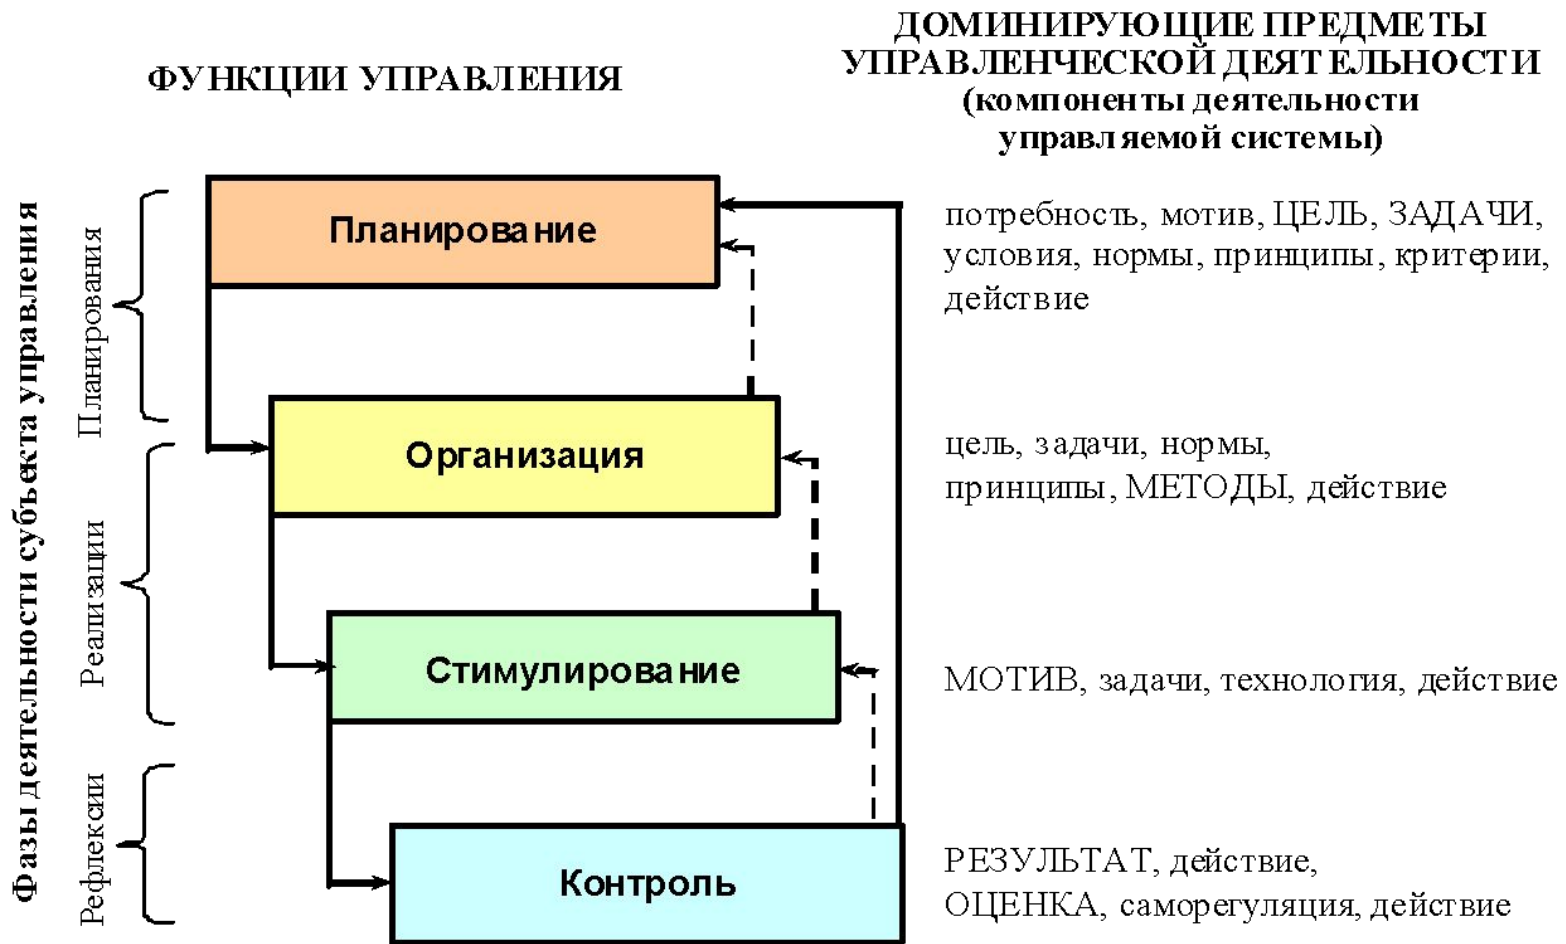 ФУНКЦИИ УПРАВЛЕНИЯ
ДОМИНИРУЮЩИЕ ПРЕДМЕТЫ
УПРАВЛЕНЧЕСКОЙ ДЕЯТЕЛЬНОСТИ
(компоненты деятельности
управляемой системы)
Фазы деятельности субъекта управления
Планирования
Планирование
потребность, мотив, ЦЕЛЬ, ЗАДАЧИ,
условия, нормы, принципы, критерии,
действие
Реализации
Организация
цель, задачи, нормы,
принципы, МЕТОДЫ, действие
Стимулирование
МОТИВ, задачи, технология, действие
Рефлексии
Контроль
РЕЗУЛЬТАТ, действие,
ОЦЕНКА, саморегуляция, действие